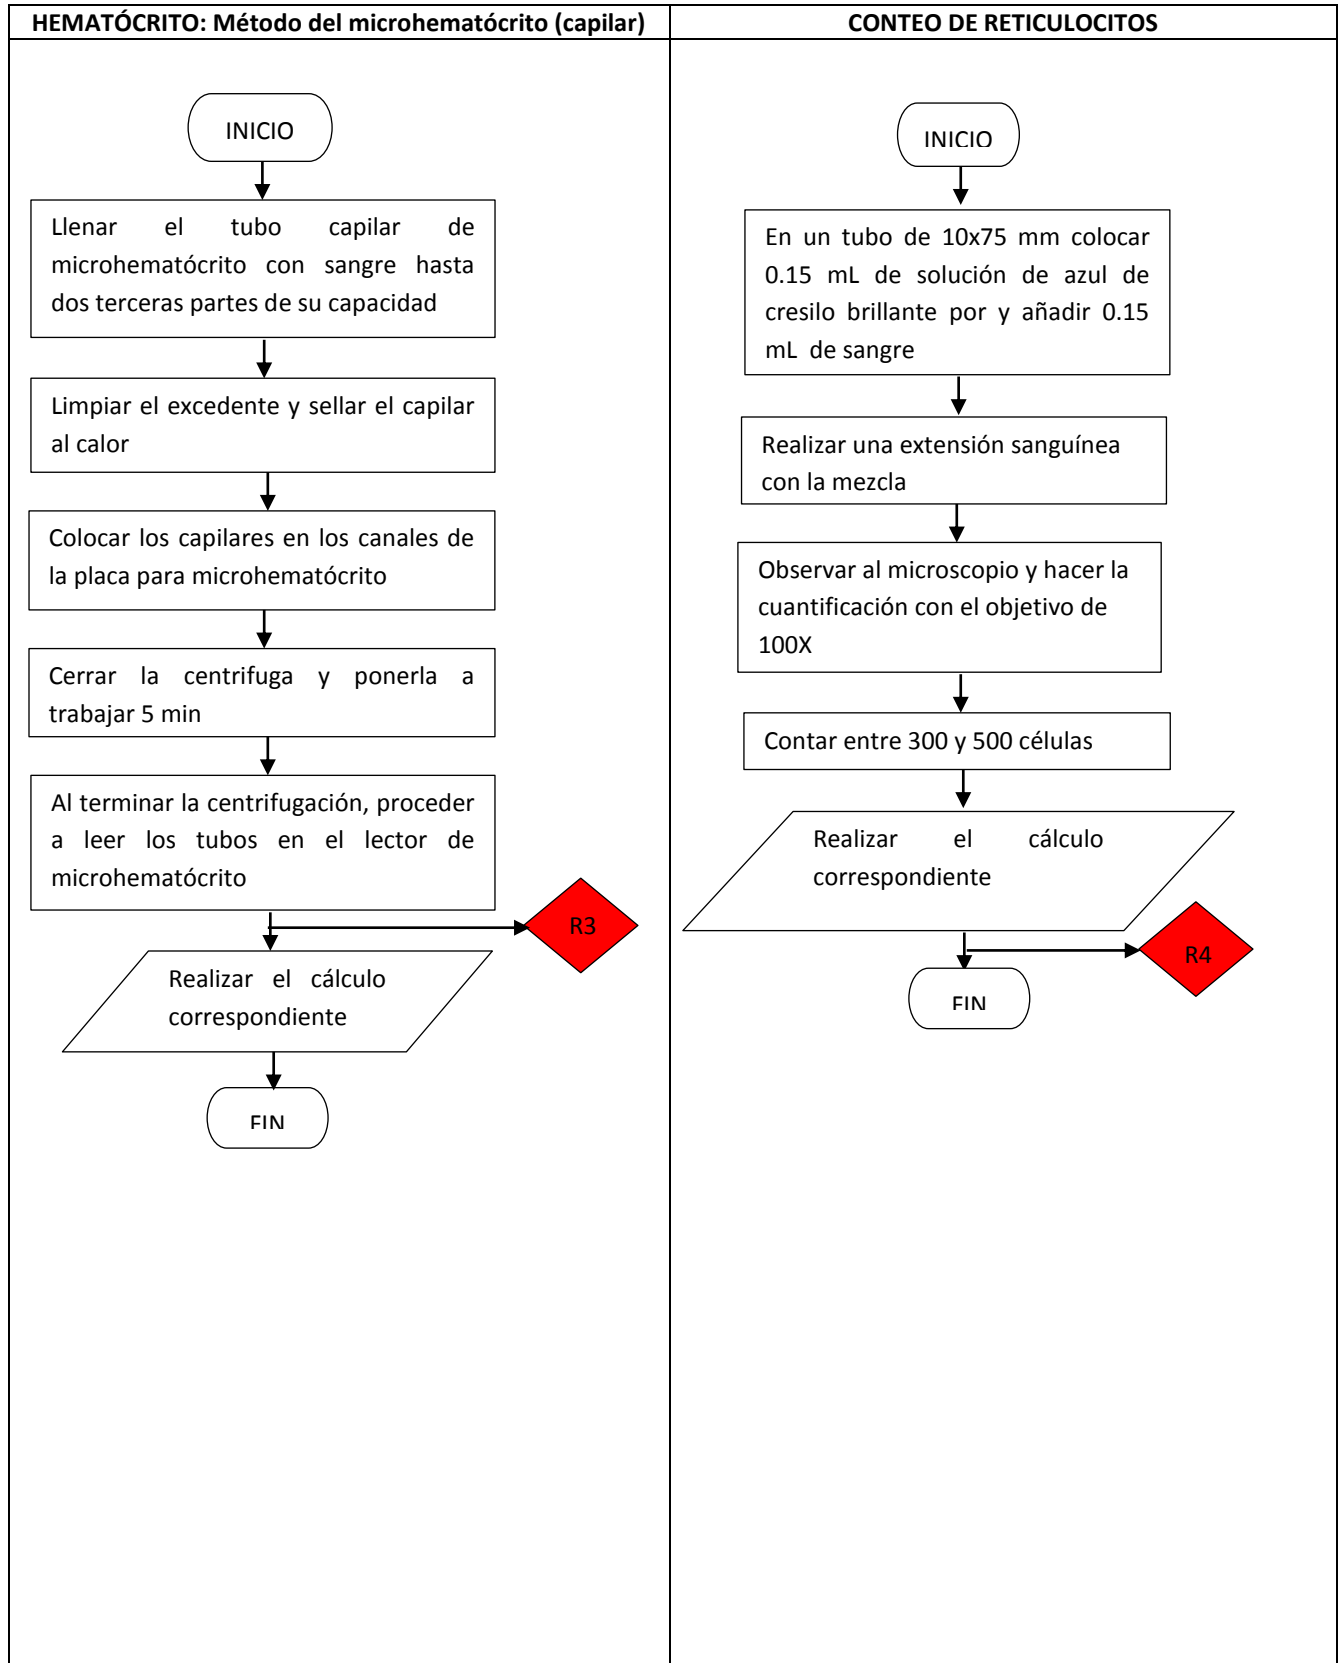 HEMATÓCRITO: Método del microhematócrito (capilar)
INICIO
Llenar el tubo capilar de
microhematócrito con sangre hasta
dos terceras partes de su capacidad
Limpiar el excedente y sellar el capilar
al calor
Colocar los capilares en los canales de
la placa para microhematócrito
Cerrar la centrifuga y ponerla a
trabajar 5 min
Al terminar la centrifugación, proceder
a leer los tubos en el lector de
microhematócrito
R3
Realizar el cálculo
correspondiente
FIN
CONTEO DE RETICULOCITOS
INICIO
En un tubo de 10x75 mm colocar
0.15 mL de solución de azul de
cresilo brillante por y añadir 0.15
mL de sangre
Realizar una extensión sanguínea
con la mezcla
Observar al microscopio y hacer la
cuantificación con el objetivo de
100X
Contar entre 300 y 500 células
Realizar el cálculo
correspondiente
R4
FIN